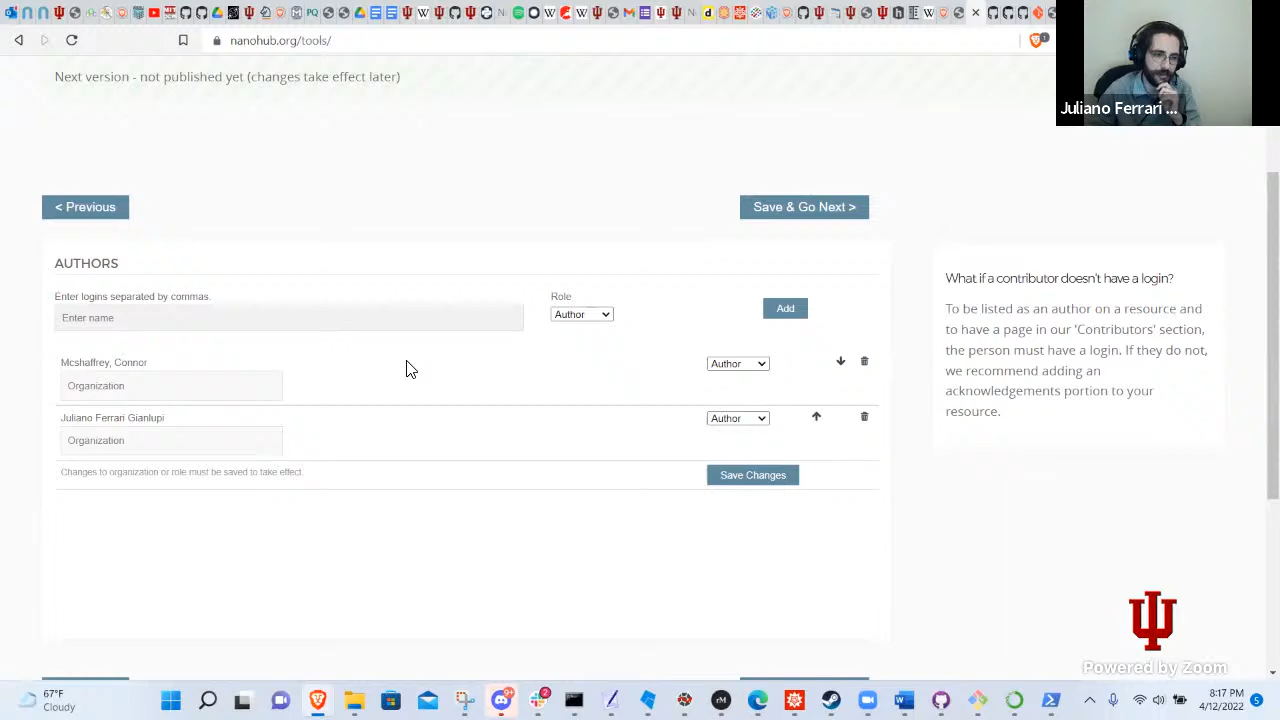 nanohub.org/tools/
1
Next version - not published yet (changes take effect later)
Juliano Ferrari ...
< Previous
Save & Go Next >
AUTHORS
Enter logins separated by commas.
Role
Enter name
Author
Add
Mcshaffrey, Connor
Author
Organization
Juliano Ferrari Gianlupi
Author
Organization
Changes to organization or role must be saved to take effect.
Save Changes
What if a contributor doesn't have a login?
To be listed as an author on a resource and
to have a page in our 'Contributors' section,
the person must have a login. If they do not,
we recommend adding an
acknowledgements portion to your
resource.
Powered by Zoom
67°F
Cloudy
9+
2
rM
8:17 PM
4/12/2022
5